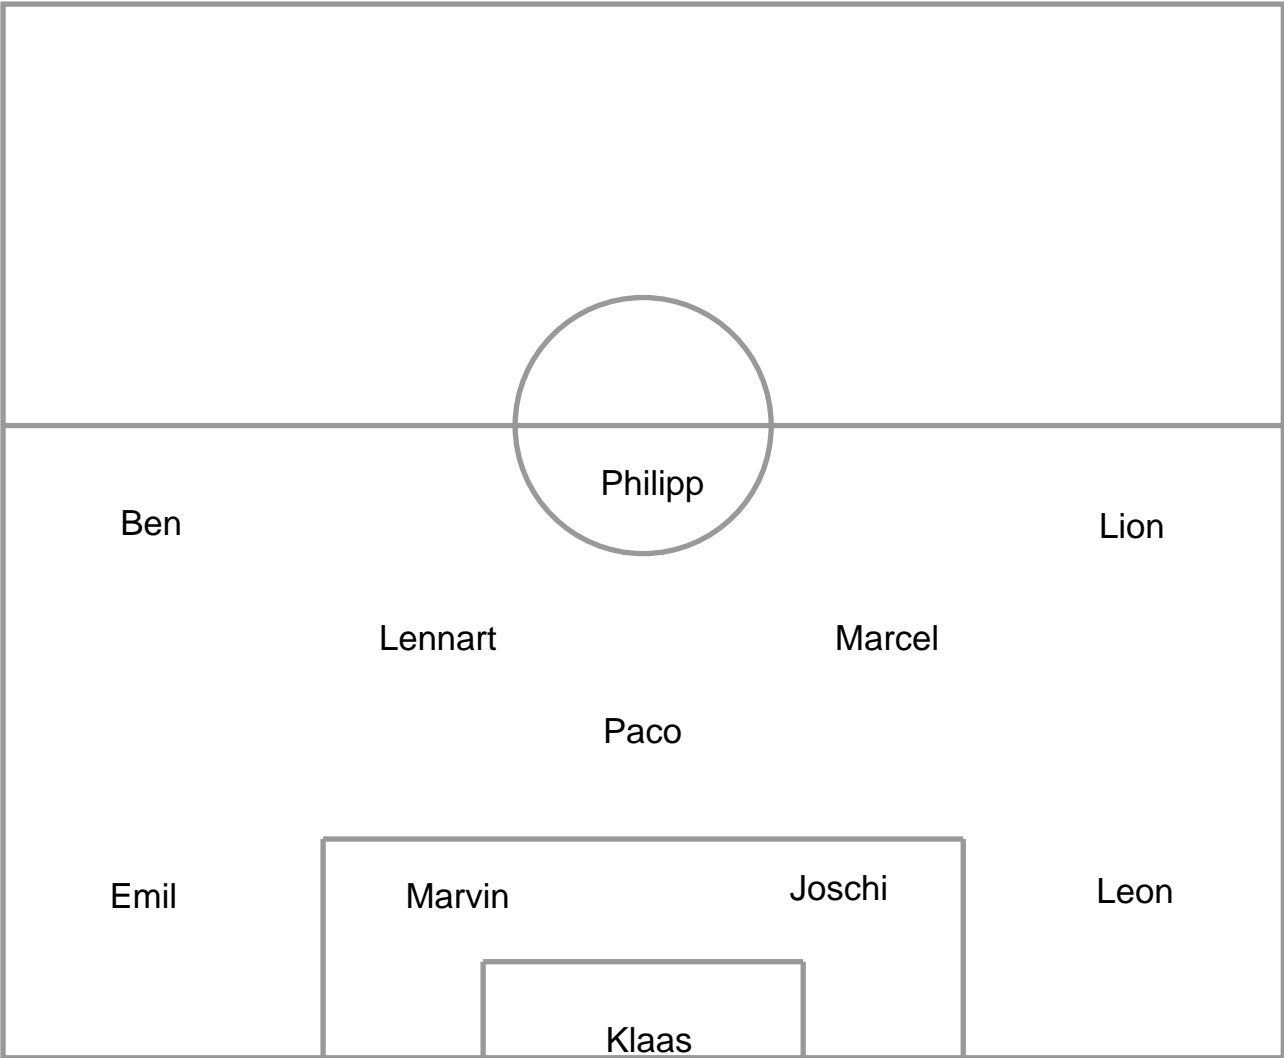 Philipp
Ben
Lion
Lennart
Marcel
Paco
Emil
Marvin
Joschi
Leon
Klaas